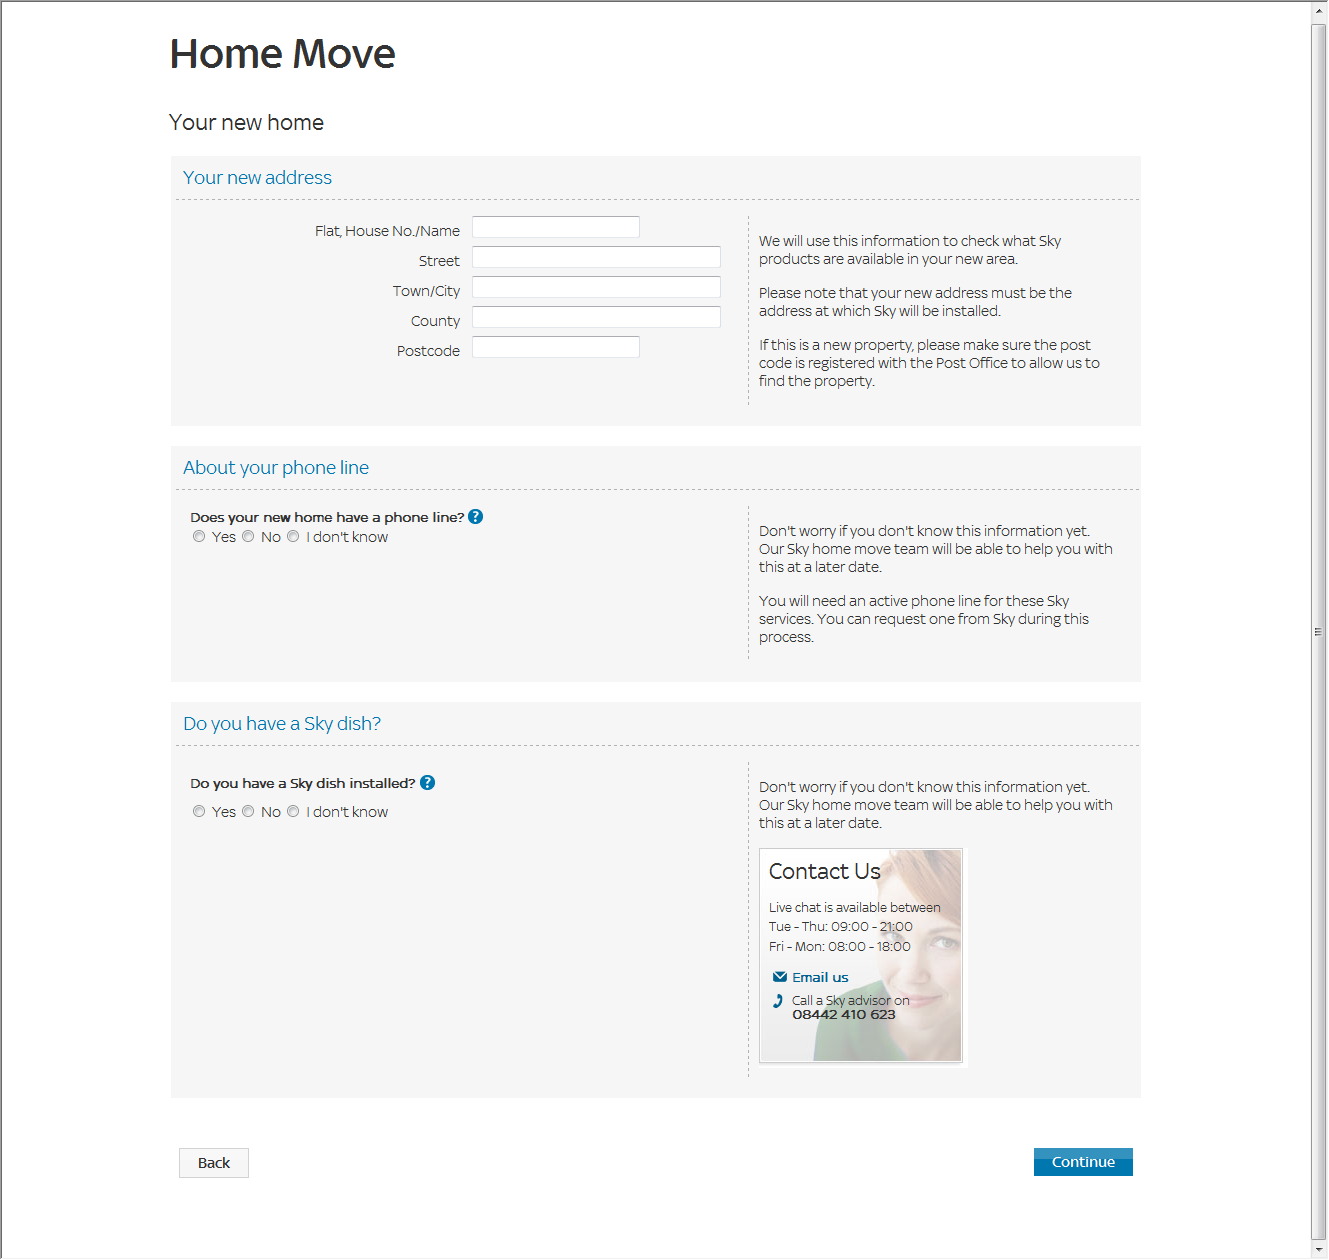 Home Move
Your new home
Your new address
Flat, House No./Name
Street
Town/City
County
Postcode
We will use this information to check what Sky
products are available in your new area.
Please note that your new address must be the
address at which Sky will be installed.
If this is a new property, please make sure the post
code is registered with the Post Office to allow us to
find the property.
About your phone line
Does your new home have a phone line? ?
Yes No I don't know
Don't worry if you don't know this information yet.
Our Sky home move team will be able to help you with
this at a later date.
You will need an active phone line for these Sky
services. You can request one from Sky during this
process.
Do you have a Sky dish?
Do you have a Sky dish installed? ?
Yes No I don't know
Don't worry if you don't know this information yet.
Our Sky home move team will be able to help you with
this at a later date.
Contact Us
Live chat is available between
Tue - Thu: 09:00 - 21:00
Fri - Mon: 08:00 - 18:00
Email us
Call a Sky advisor on
08442 410 623
Back
Continue